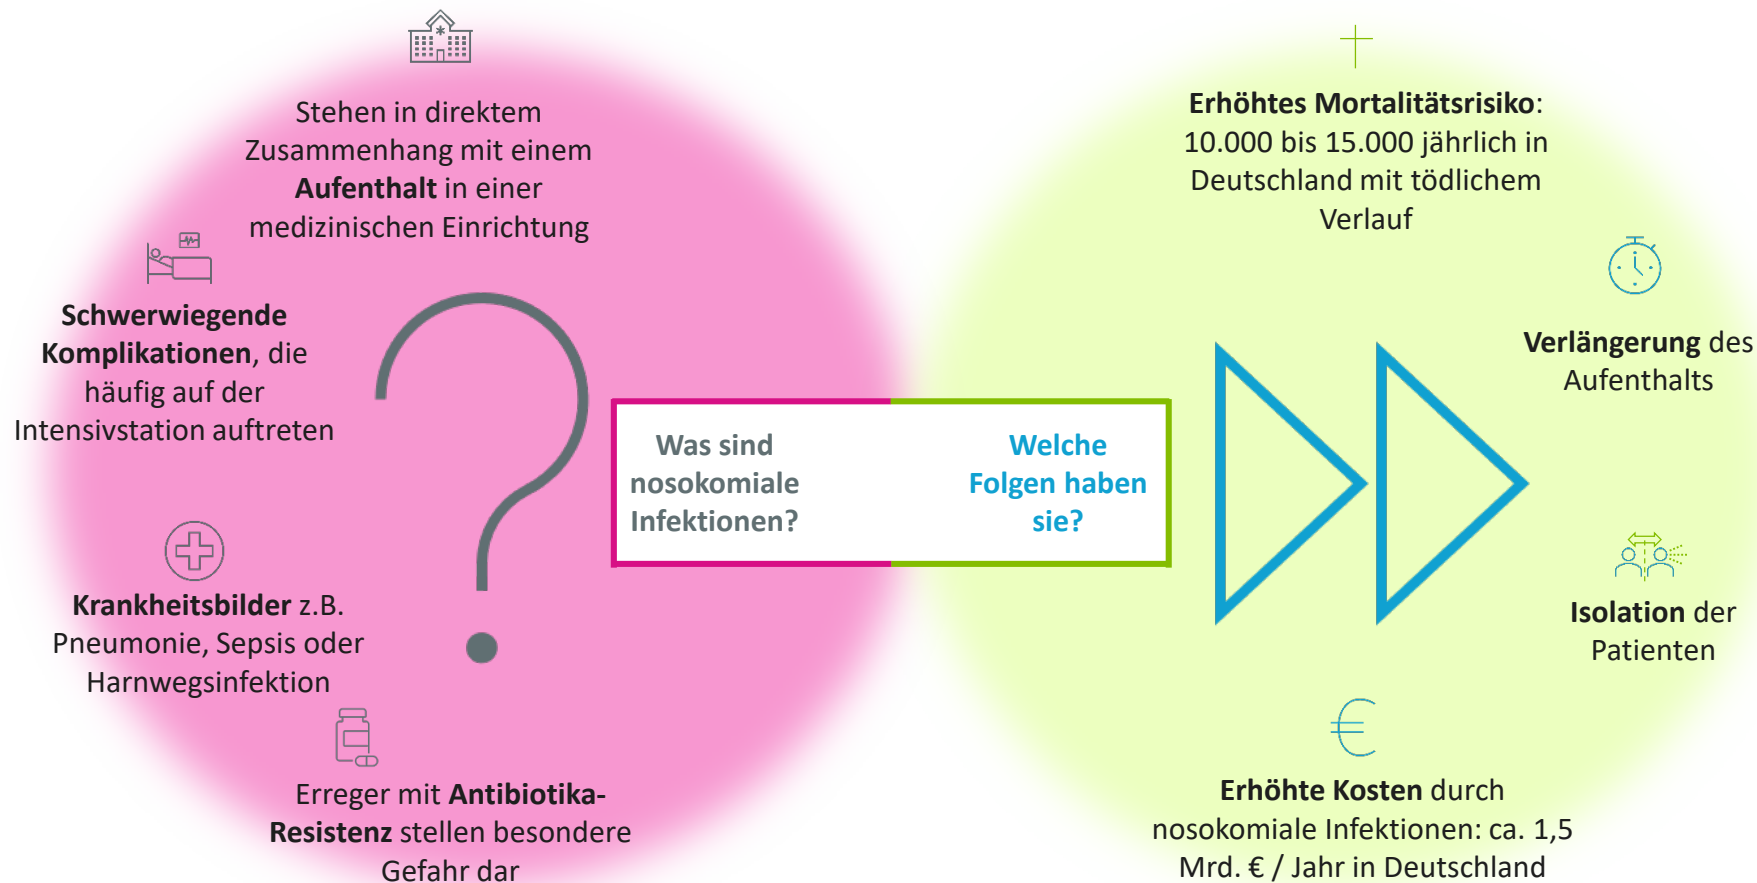 Stehen in direktem
Zusammenhang mit einem
Aufenthalt in einer
medizinischen Einrichtung
Schwerwiegende
Komplikationen, die
häufig auf der
Intensivstation auftreten
Krankheitsbilder z.B.
Pneumonie, Sepsis oder
Harnwegsinfektion
Erreger mit Antibiotika-
Resistenz stellen besondere
Gefahr dar
Was sind
nosokomiale
Infektionen?
Welche
Folgen haben
sie?
Erhöhtes Mortalitätsrisiko:
10.000 bis 15.000 jährlich in
Deutschland mit tödlichem
Verlauf
Verlängerung des
Aufenthalts
Isolation der
Patienten
Erhöhte Kosten durch
nosokomiale Infektionen: ca. 1,5
Mrd. € / Jahr in Deutschland